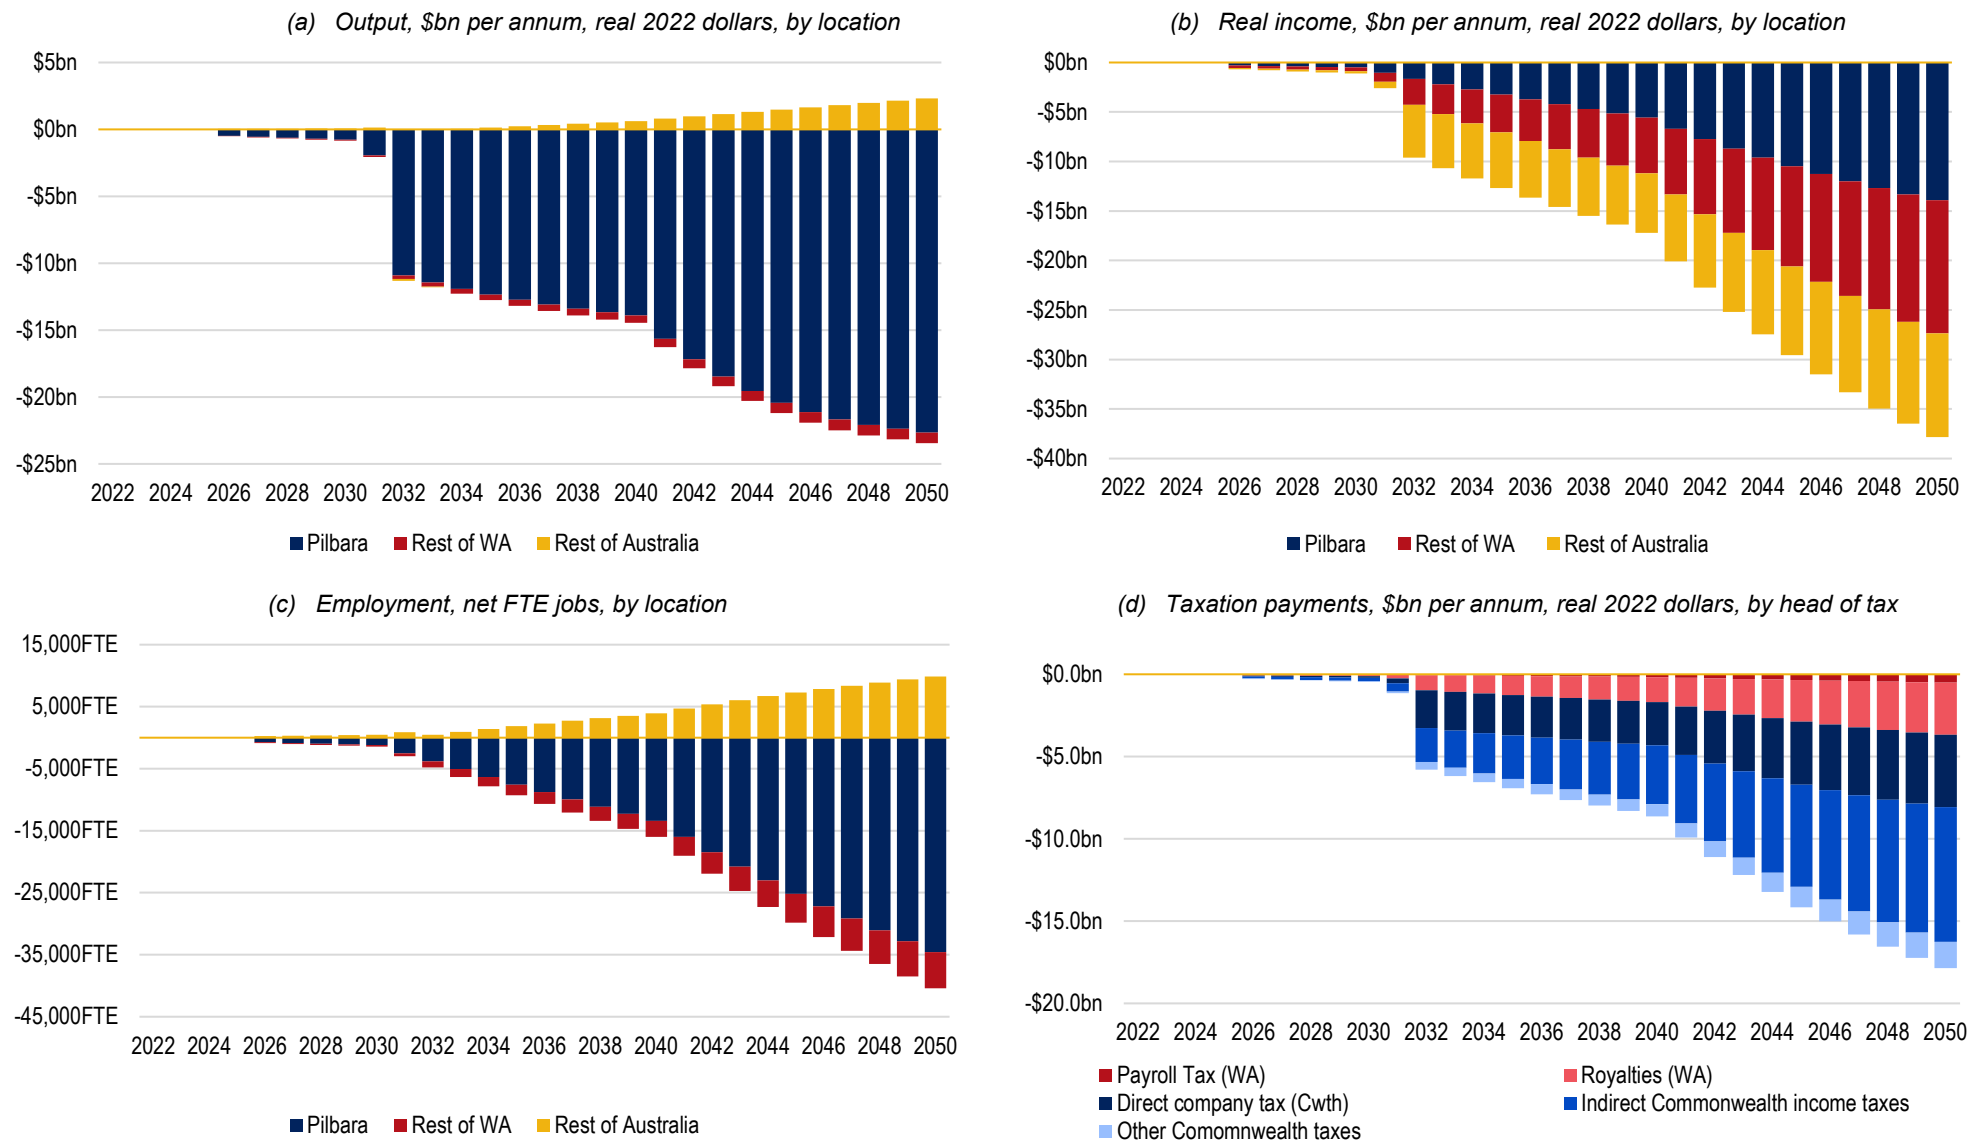 (a) Output, $bn per annum, real 2022 dollars, by location
$5bn
$0bn
-$5bn
-$10bn
-$15bn
-$20bn
-$25bn
2022 2024 2026 2028 2030 2032 2034 2036 2038 2040 2042 2044 2046 2048 2050
Pilbara Rest of WA Rest of Australia
(b) Real income, $bn per annum, real 2022 dollars, by location
$0bn
-$5bn
-$10bn
-$15bn
-$20bn
-$25bn
-$30bn
-$35bn
-$40bn
2022 2024 2026 2028 2030 2032 2034 2036 2038 2040 2042 2044 2046 2048 2050
Pilbara Rest of WA Rest of Australia
(c) Employment, net FTE jobs, by location
15,000FTE
5,000FTE
-5,000FTE
-15,000FTE
-25,000FTE
-35,000FTE
-45,000FTE
2022 2024 2026 2028 2030 2032 2034 2036 2038 2040 2042 2044 2046 2048 2050
Pilbara Rest of WA Rest of Australia
(d) Taxation payments, $bn per annum, real 2022 dollars, by head of tax
$0.0bn
-$5.0bn
-$10.0bn
-$15.0bn
-$20.0bn
2022 2024 2026 2028 2030 2032 2034 2036 2038 2040 2042 2044 2046 2048 2050
Payroll Tax (WA) Royalties (WA)
Direct company tax (Cwth) Indirect Commonwealth income taxes
Other Comomnwealth taxes